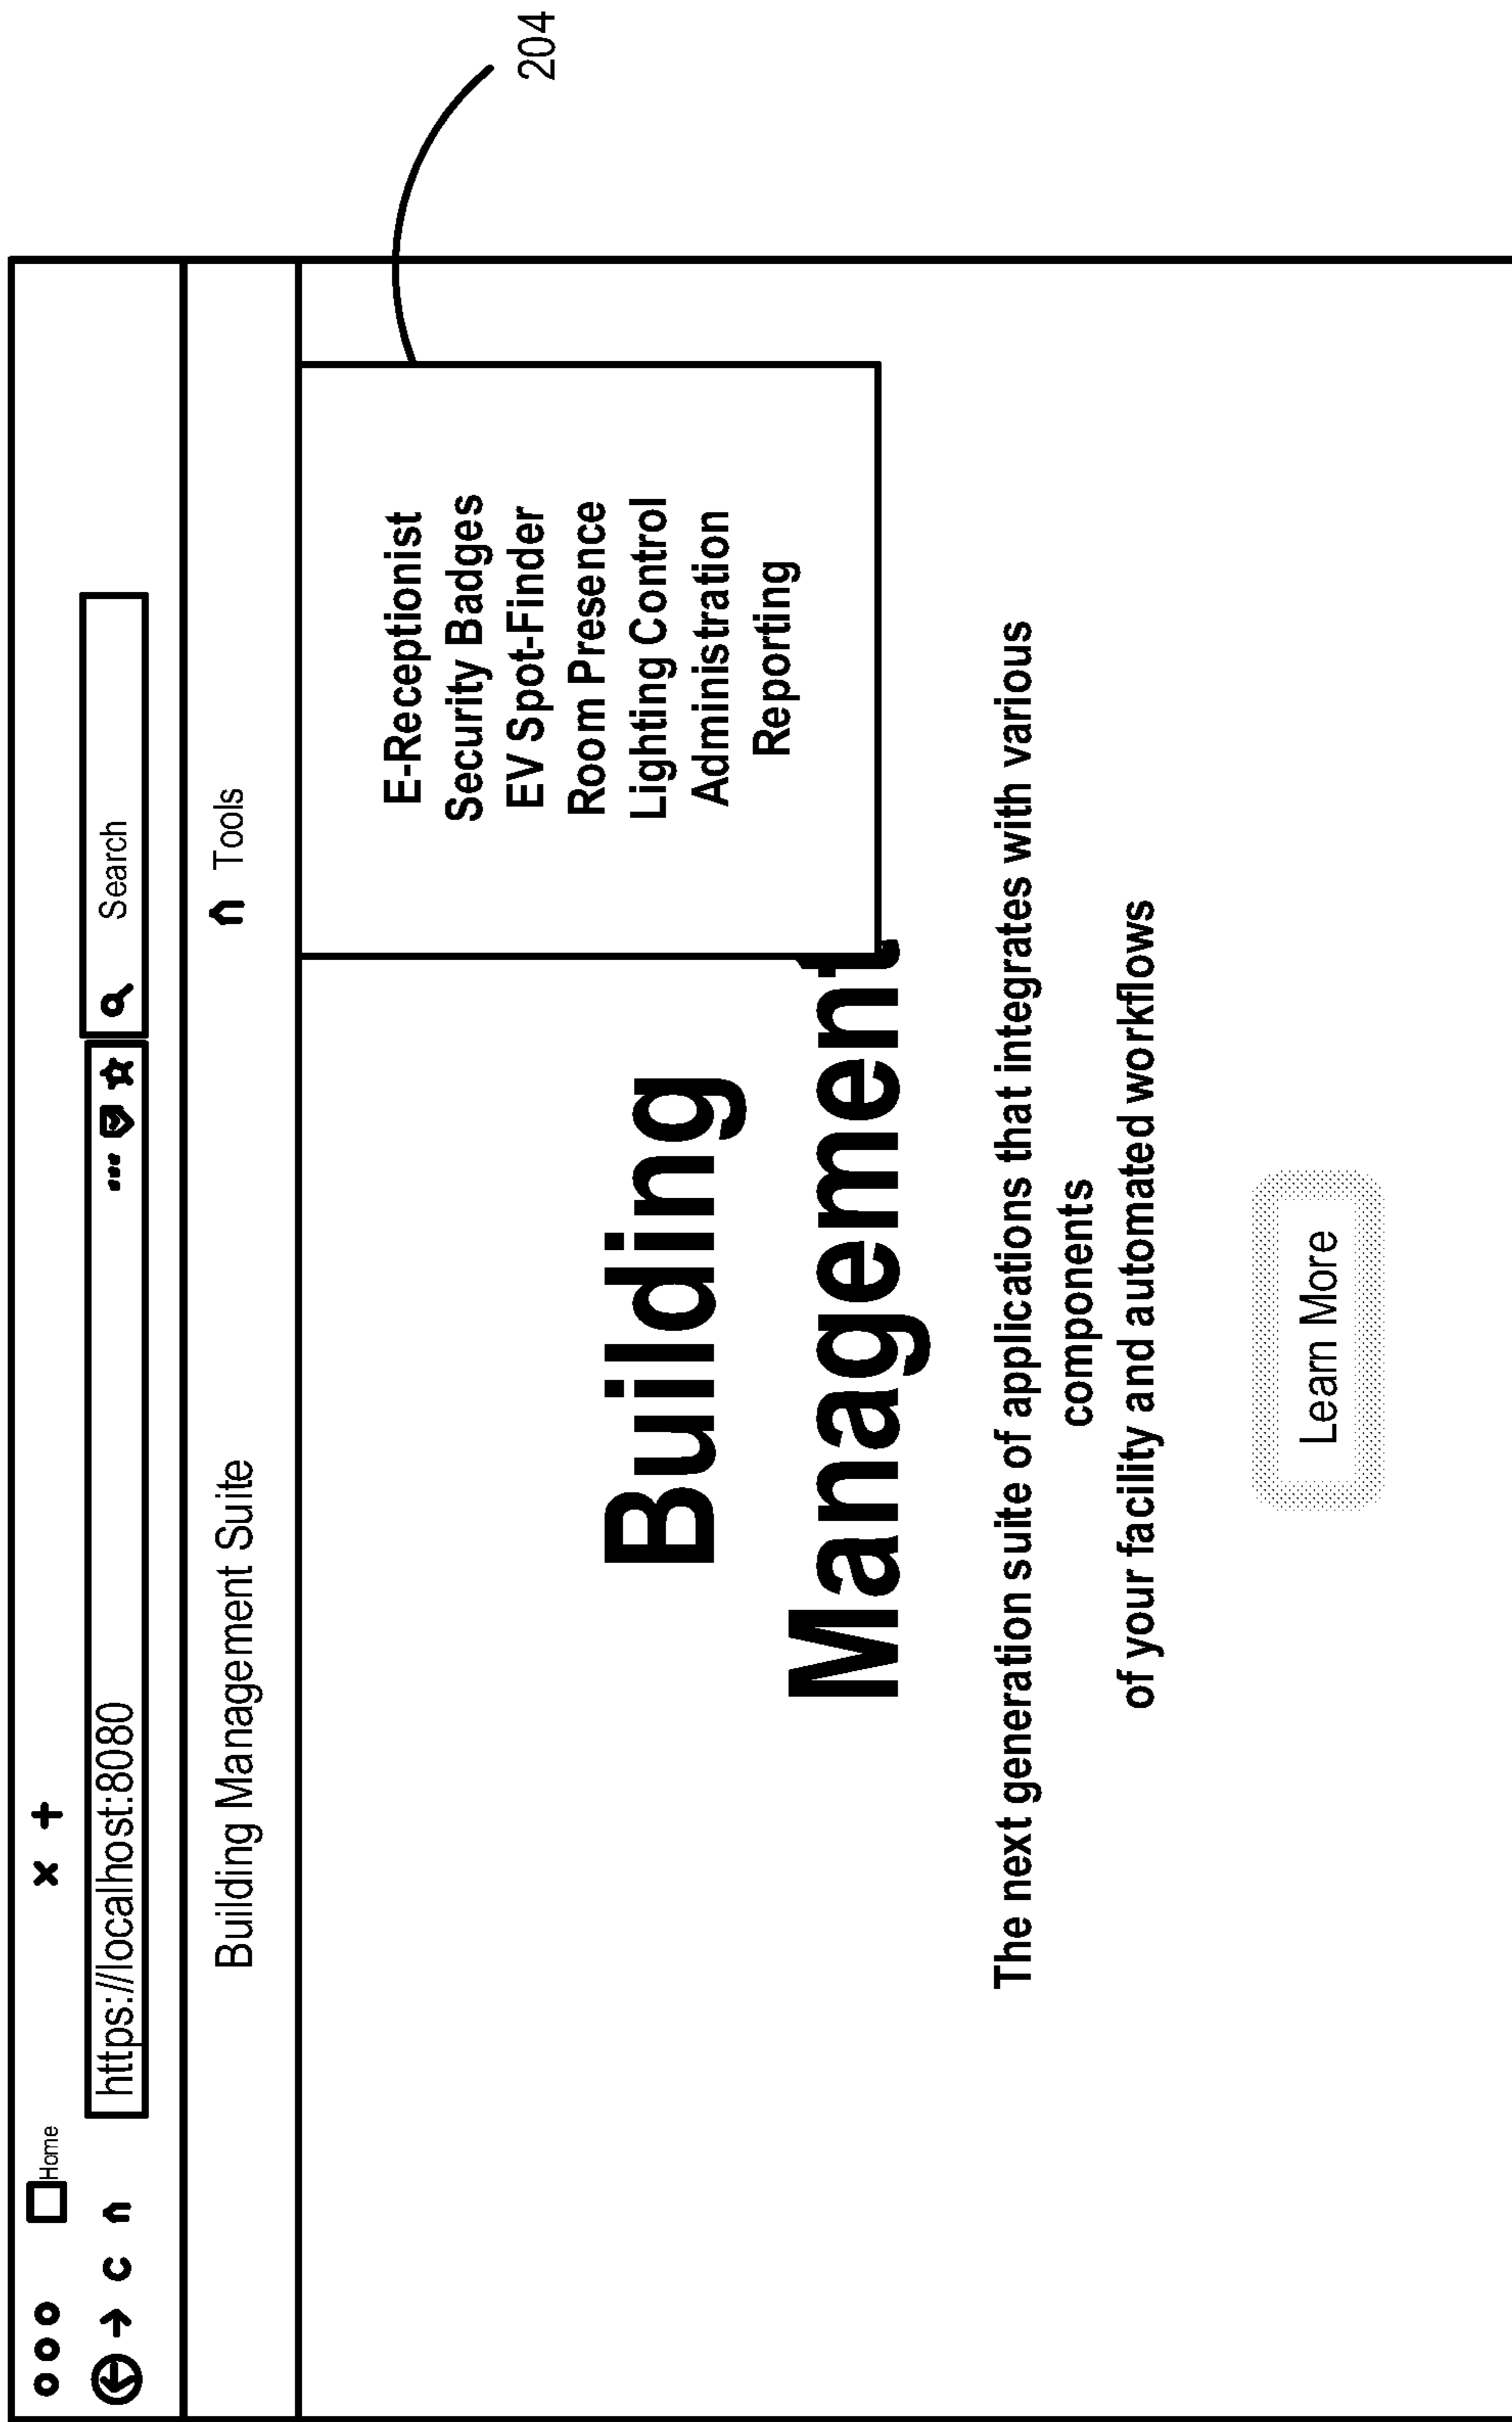 Home
https://localhost:8080
Search
Building Management Suite
Tools
E-Receptionist
Security Badges
EV Spot-Finder
Room Presence
Lighting Control
Administration
Reporting
204
Building
Management
The next generation suite of applications that integrates with various
components
of your facility and automated workflows
Learn More